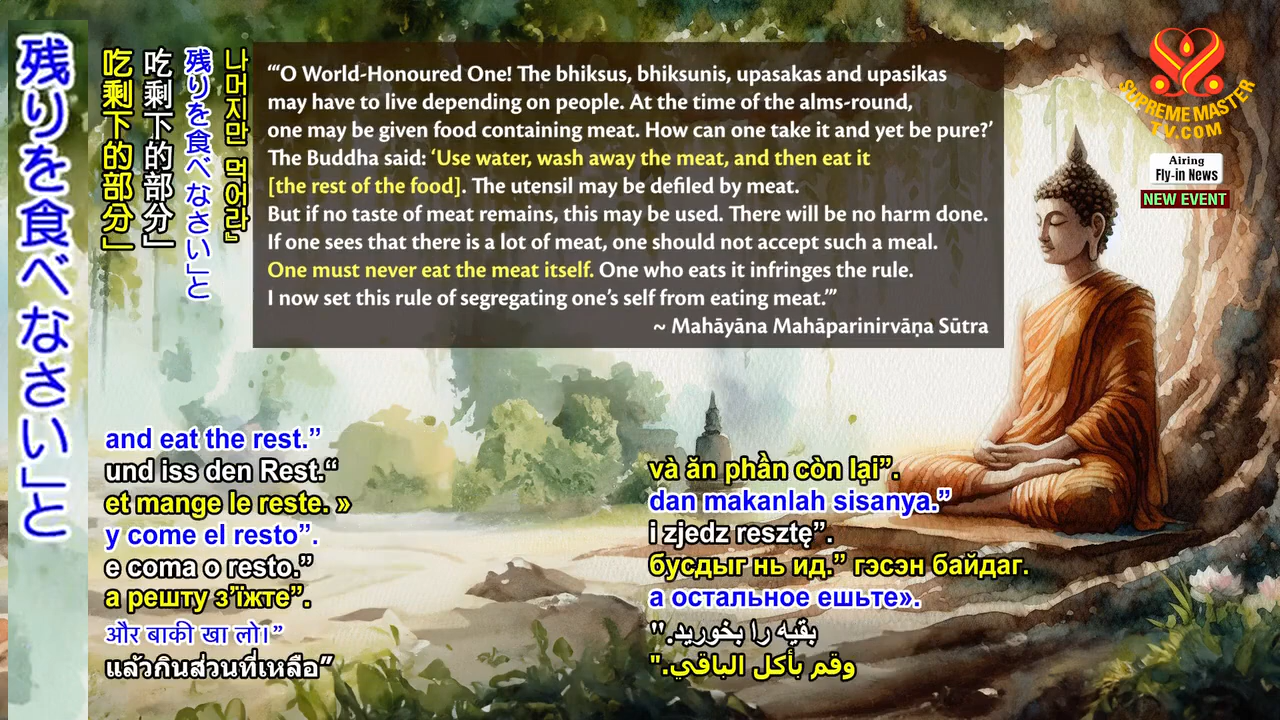 残りを食べなさい」と
吃剩下的部分」
吃剩下的部分」
残りを食べなさい」と
나머지만 먹어라』
“‘O World-Honoured One! The bhiksus, bhiksunis, upasakas and upasikas
may have to live depending on people. At the time of the alms-round,
one may be given food containing meat. How can one take it and yet be pure?’
The Buddha said: ‘Use water, wash away the meat, and then eat it
[the rest of the food]. The utensil may be defiled by meat.
But if no taste of meat remains, this may be used. There will be no harm done.
If one sees that there is a lot of meat, one should not accept such a meal.
One must never eat the meat itself. One who eats it infringes the rule.
I now set this rule of segregating one’s self from eating meat.’”
~ Mahāyāna Mahāparinirvāṇa Sūtra
SUPREME MASTER
TV.COM
Airing
Fly-in News
NEW EVENT
and eat the rest.”
und iss den Rest.“
et mange le reste. »
y come el resto”.
e coma o resto.”
а решту з’їжте”.
और बाकी खा लो।”
แล้วกินส่วนที่เหลือ”
và ăn phần còn lại”.
dan makanlah sisanya.”
i zjedz resztę”.
бусдыг нь ид.” гэсэн байдаг.
а остальное ешьте».
بقیه را بخورید."
وقم بأكل الباقي."